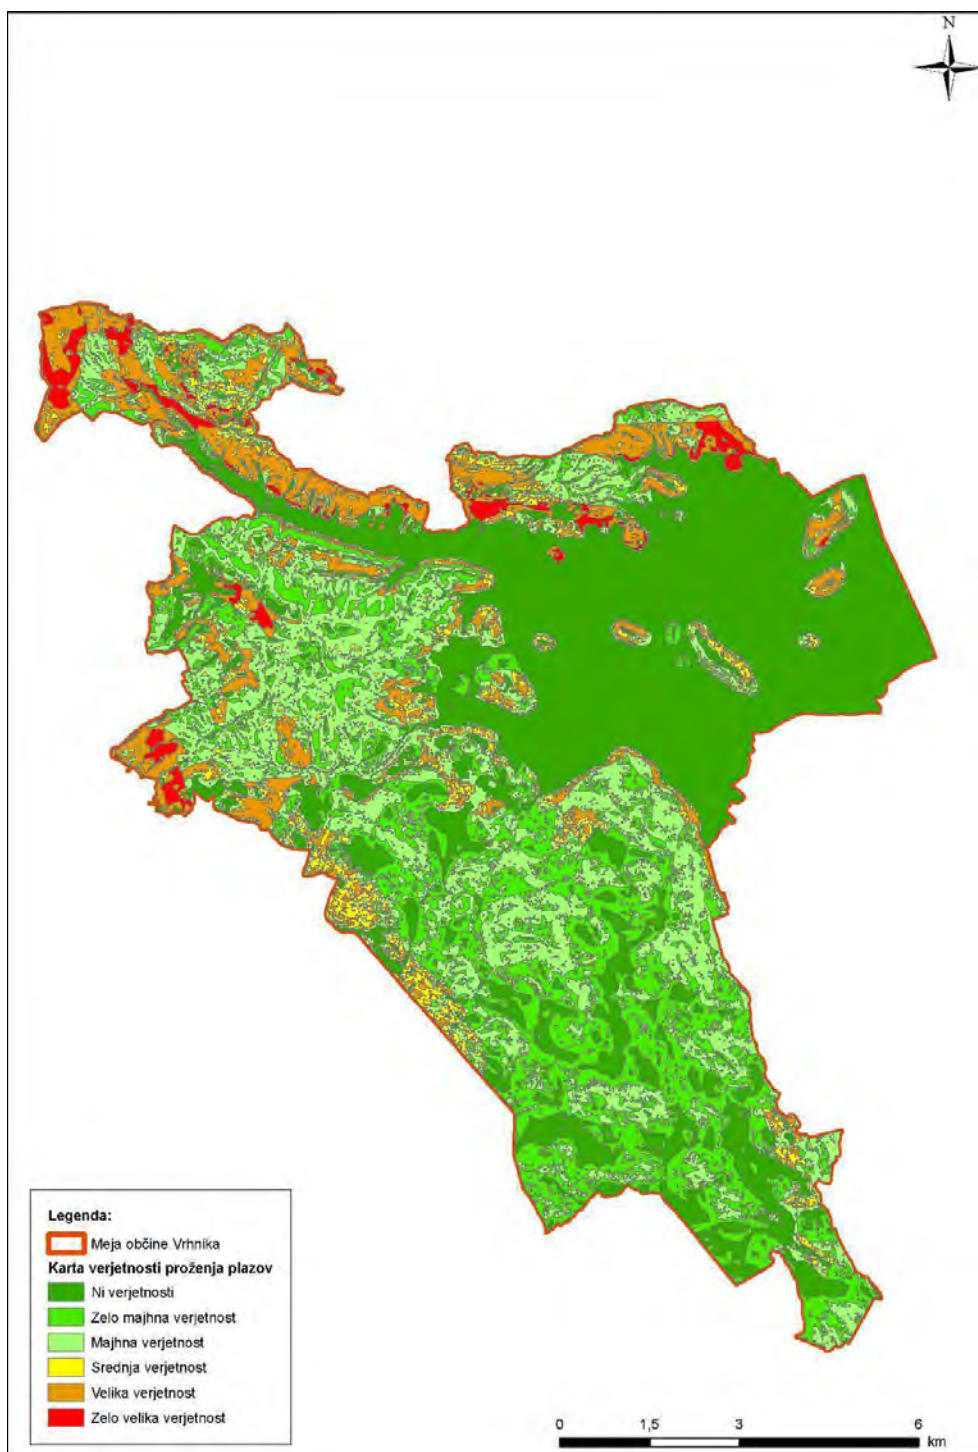 N
Legenda:
Meja občine Vrhnika
Karta verjetnosti proženja plazov
Ni verjetnosti
Zelo majhna verjetnost
Majhna verjetnost
Srednja verjetnost
Velika verjetnost
Zelo velika verjetnost
0 1,5 3 6
km